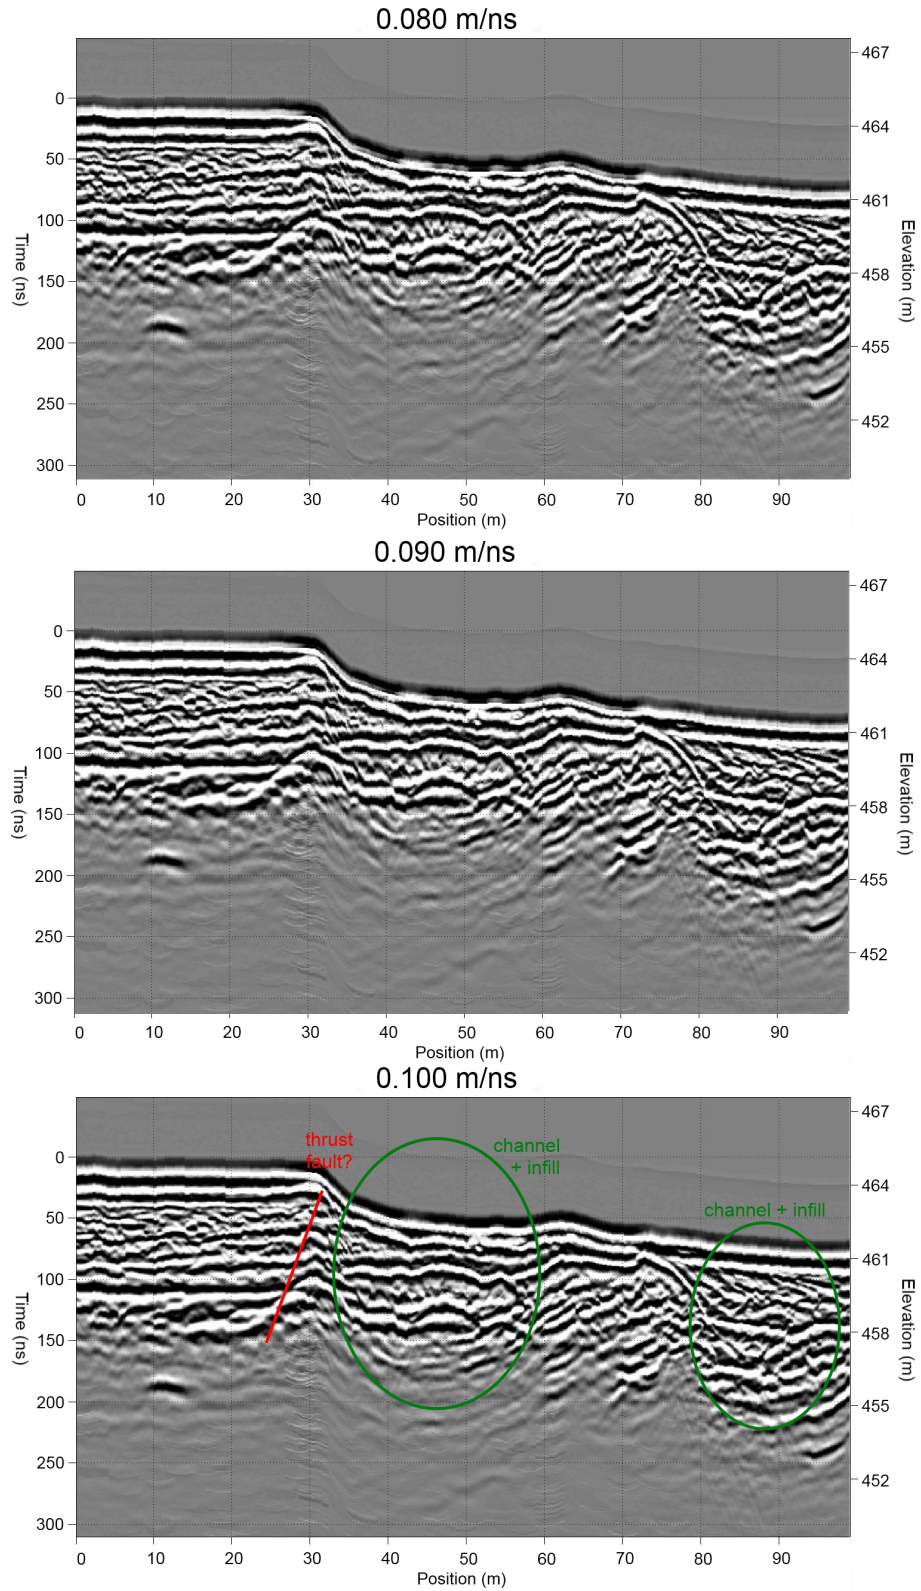 0.080 m/ns
467
0
464
50
461
100
458
150
455
200
452
250
300
Time (ns)
Elevation (m)
0 10 20 30 40 50 60 70 80 90
Position (m)
0.090 m/ns
467
0
464
50
461
100
458
150
455
200
452
250
300
Time (ns)
Elevation (m)
0 10 20 30 40 50 60 70 80 90
Position (m)
0.100 m/ns
467
thrust
fault?
channel
+ infill
0
464
channel + infill
50
461
100
458
150
455
200
452
250
300
Time (ns)
Elevation (m)
0 10 20 30 40 50 60 70 80 90
Position (m)